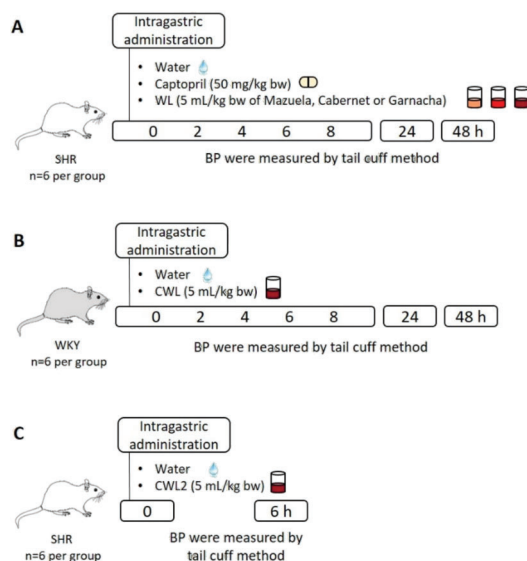 A
Intragastric
administration
• Water
• Captopril (50 mg/kg bw)
• WL (5 mL/kg bw of Mazuela, Cabernet or Garnacha)
0 2 4 6 8 24 48 h
SHR
n=6 per group
BP were measured by tail cuff method
B
Intragastric
administration
• Water
• CWL (5 mL/kg bw)
0 2 4 6 8 24 48 h
WKY
n=6 per group
BP were measured by tail cuff method
C
Intragastric
administration
• Water
• CWL2 (5 mL/kg bw)
0 6 h
SHR
n=6 per group
BP were measured by
tail cuff method